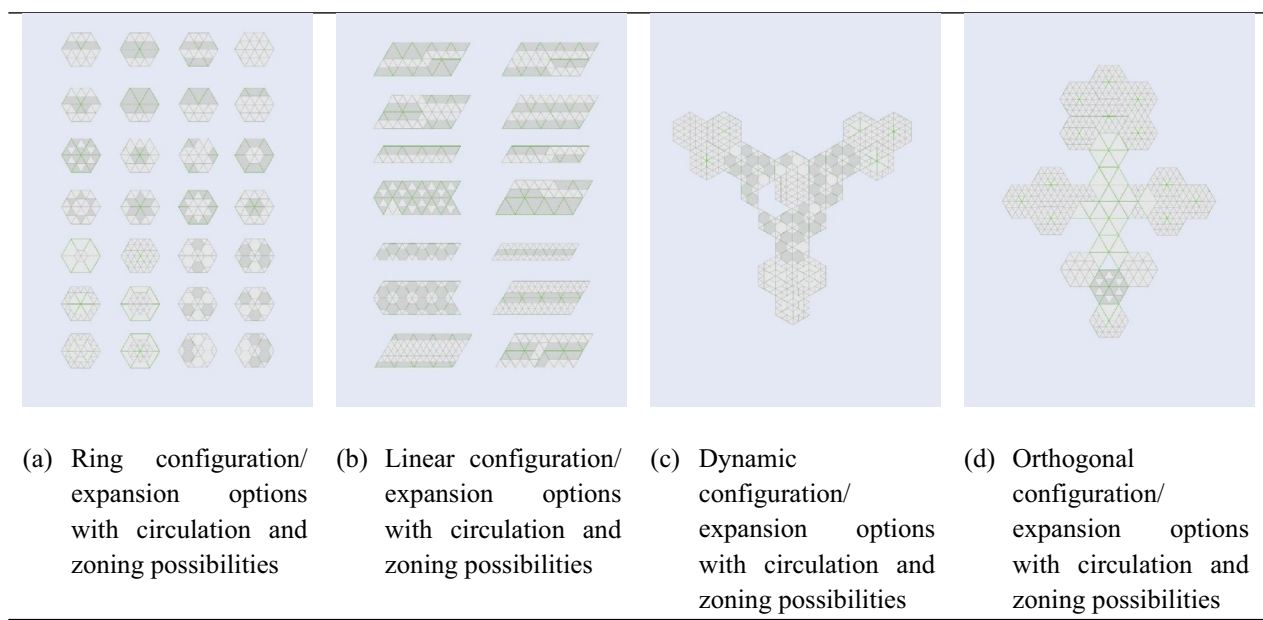 (a) Ring configuration/
expansion options
with circulation and
zoning possibilities
(b) Linear configuration/
expansion options
with circulation and
zoning possibilities
(c) Dynamic
configuration/
expansion options
with circulation and
zoning possibilities
(d) Orthogonal
configuration/
expansion options
with circulation and
zoning possibilities